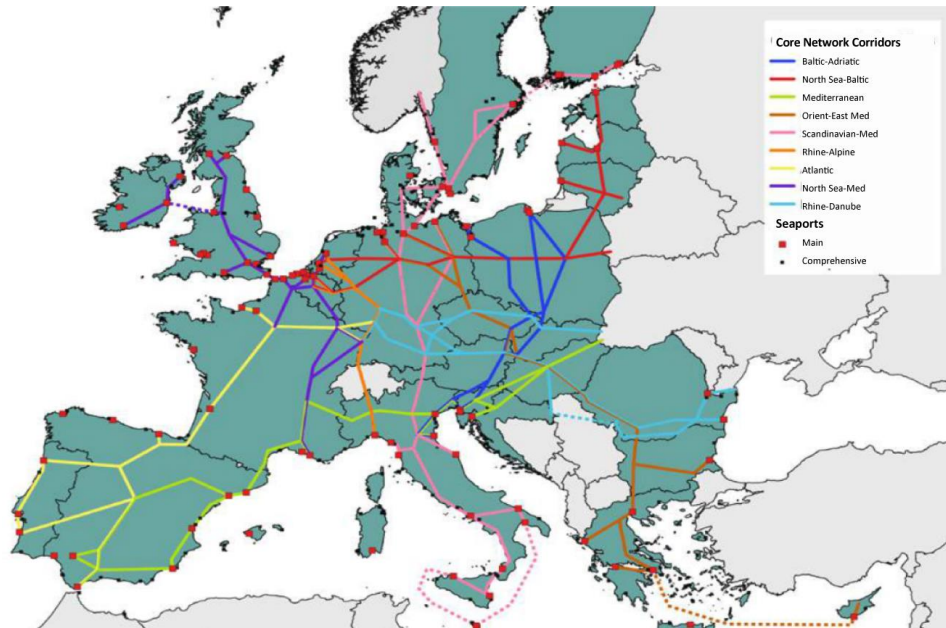 Core Network Corridors
Baltic-Adriatic
North Sea-Baltic
Mediterranean
Orient-East Med
Scandinavian-Med
Rhine-Alpine
Atlantic
North Sea-Med
Rhine-Danube
Seaports
Main
Comprehensive